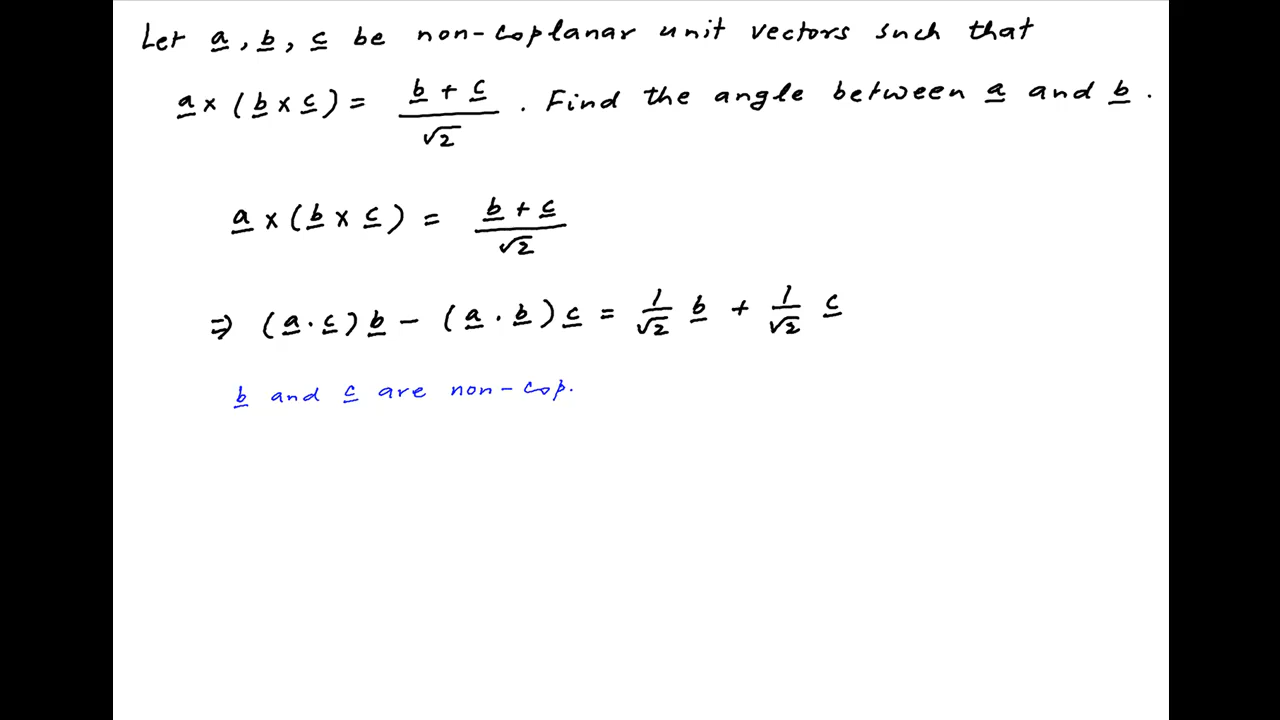 Let a, b, c be non-coplanar unit vectors such that
a × (b × c) = (b + c)/√2 . Find the angle between a and b .
a × (b × c) = (b + c)/√2
⇒ (a · c) b − (a · b) c = 1/√2 b + 1/√2 c
b and c are non-cop.